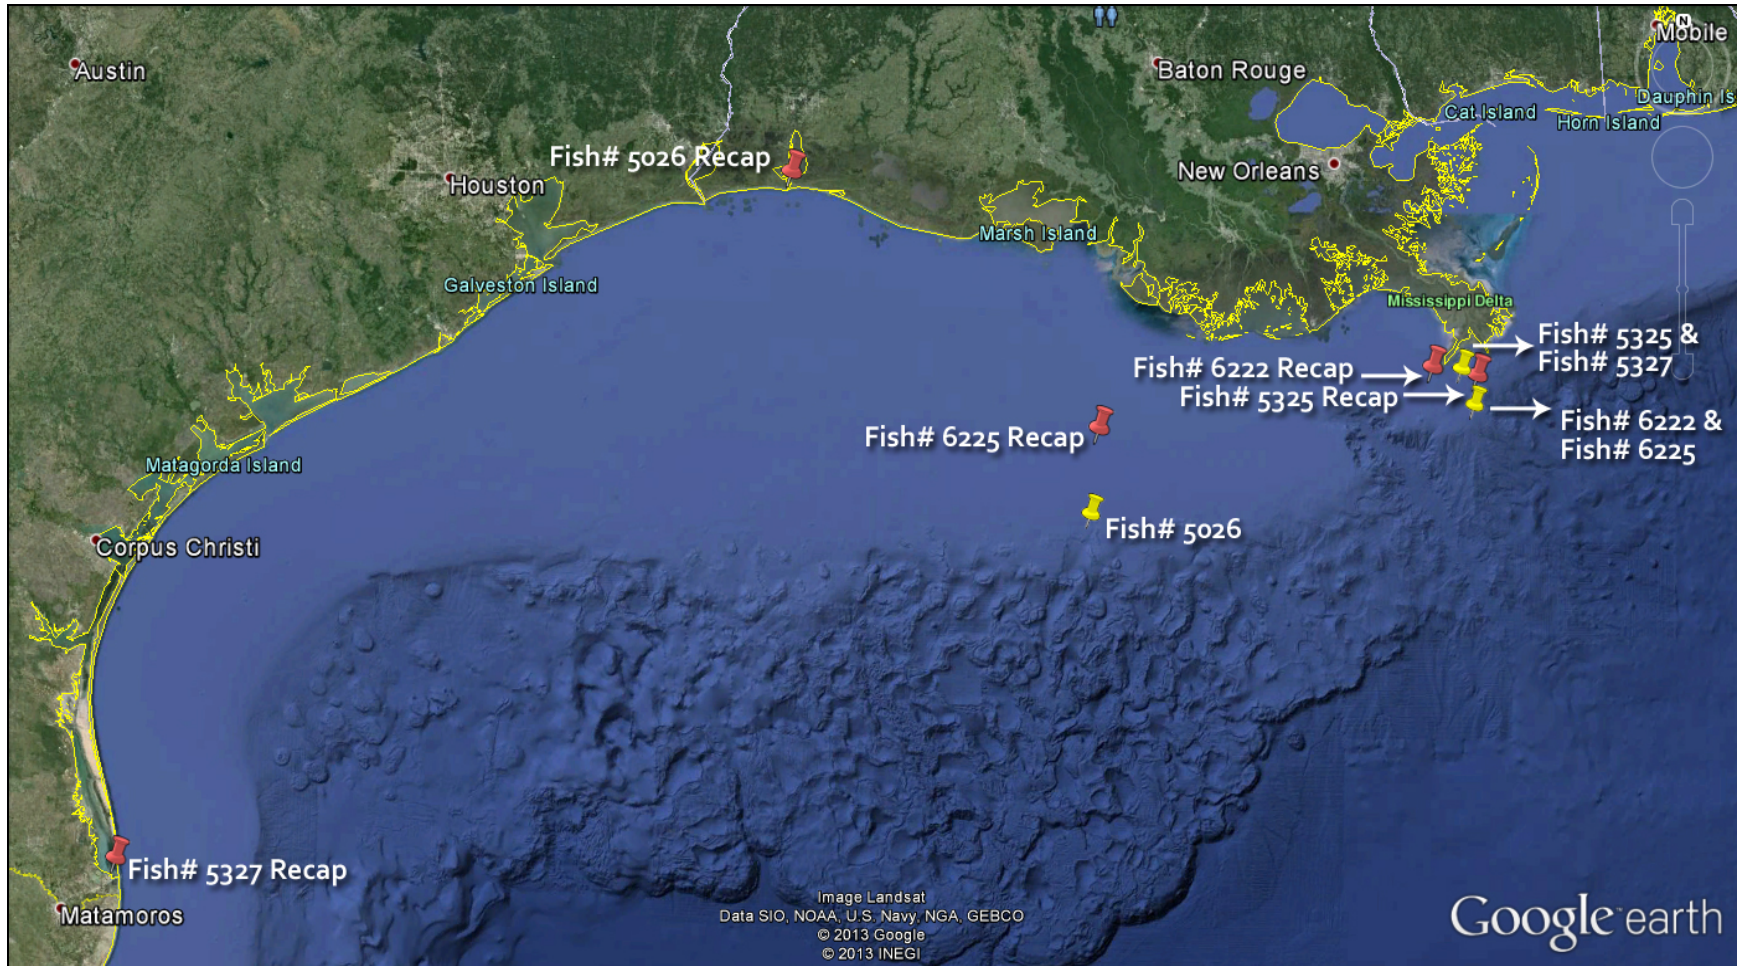 Mobile
Austin
Baton Rouge
Dauphin Is
Cat Island
Horn Island
Fish# 5026 Recap
New Orleans
Houston
Marsh Island
Galveston Island
Mississippi Delta
Fish# 5325 &
Fish# 5327
Fish# 6222 Recap
Fish# 5325 Recap
Fish# 6222 &
Fish# 6225
Fish# 6225 Recap
Matagorda Island
Fish# 5026
Corpus Christi
Fish# 5327 Recap
Matamoros
Image Landsat
Data SIO, NOAA, U.S. Navy, NGA, GEBCO
© 2013 Google
© 2013 INEGI
Google earth
N